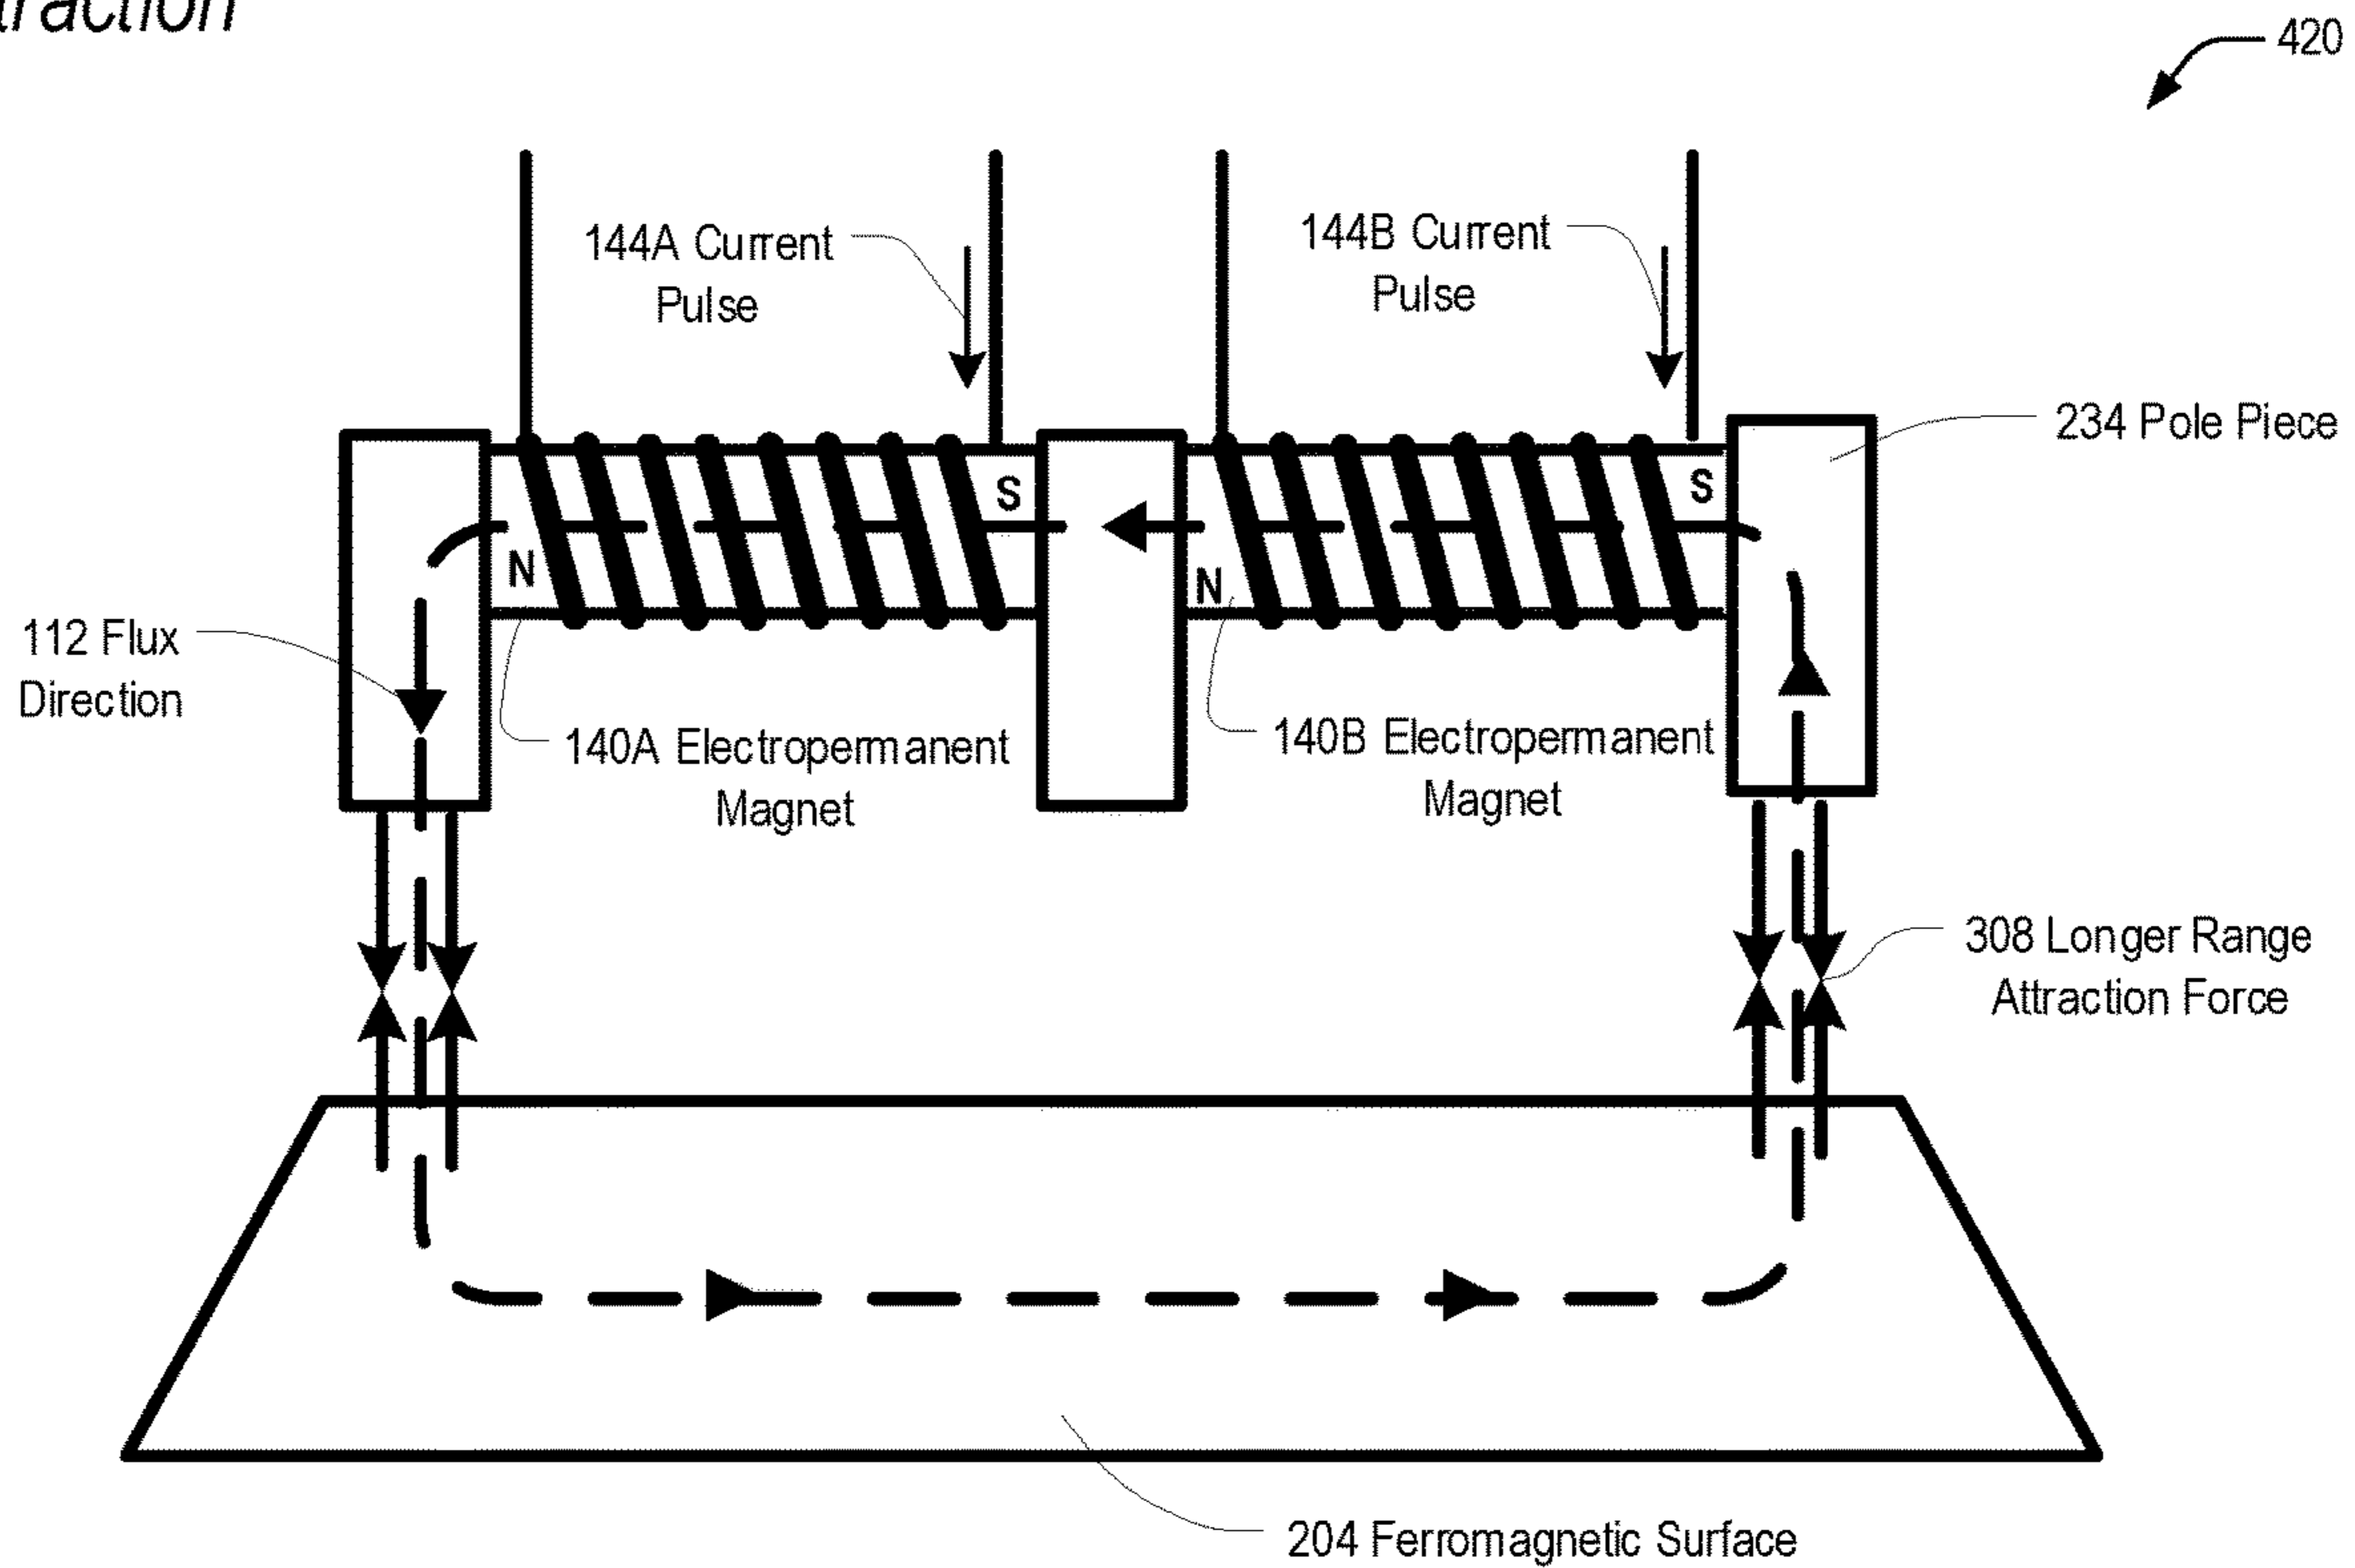 420
144A Current
Pulse
144B Current
Pulse
234 Pole Piece
S
S
N
N
112 Flux
Direction
140A Electropermanent
Magnet
140B Electropermanent
Magnet
308 Longer Range
Attraction Force
204 Ferromagnetic Surface